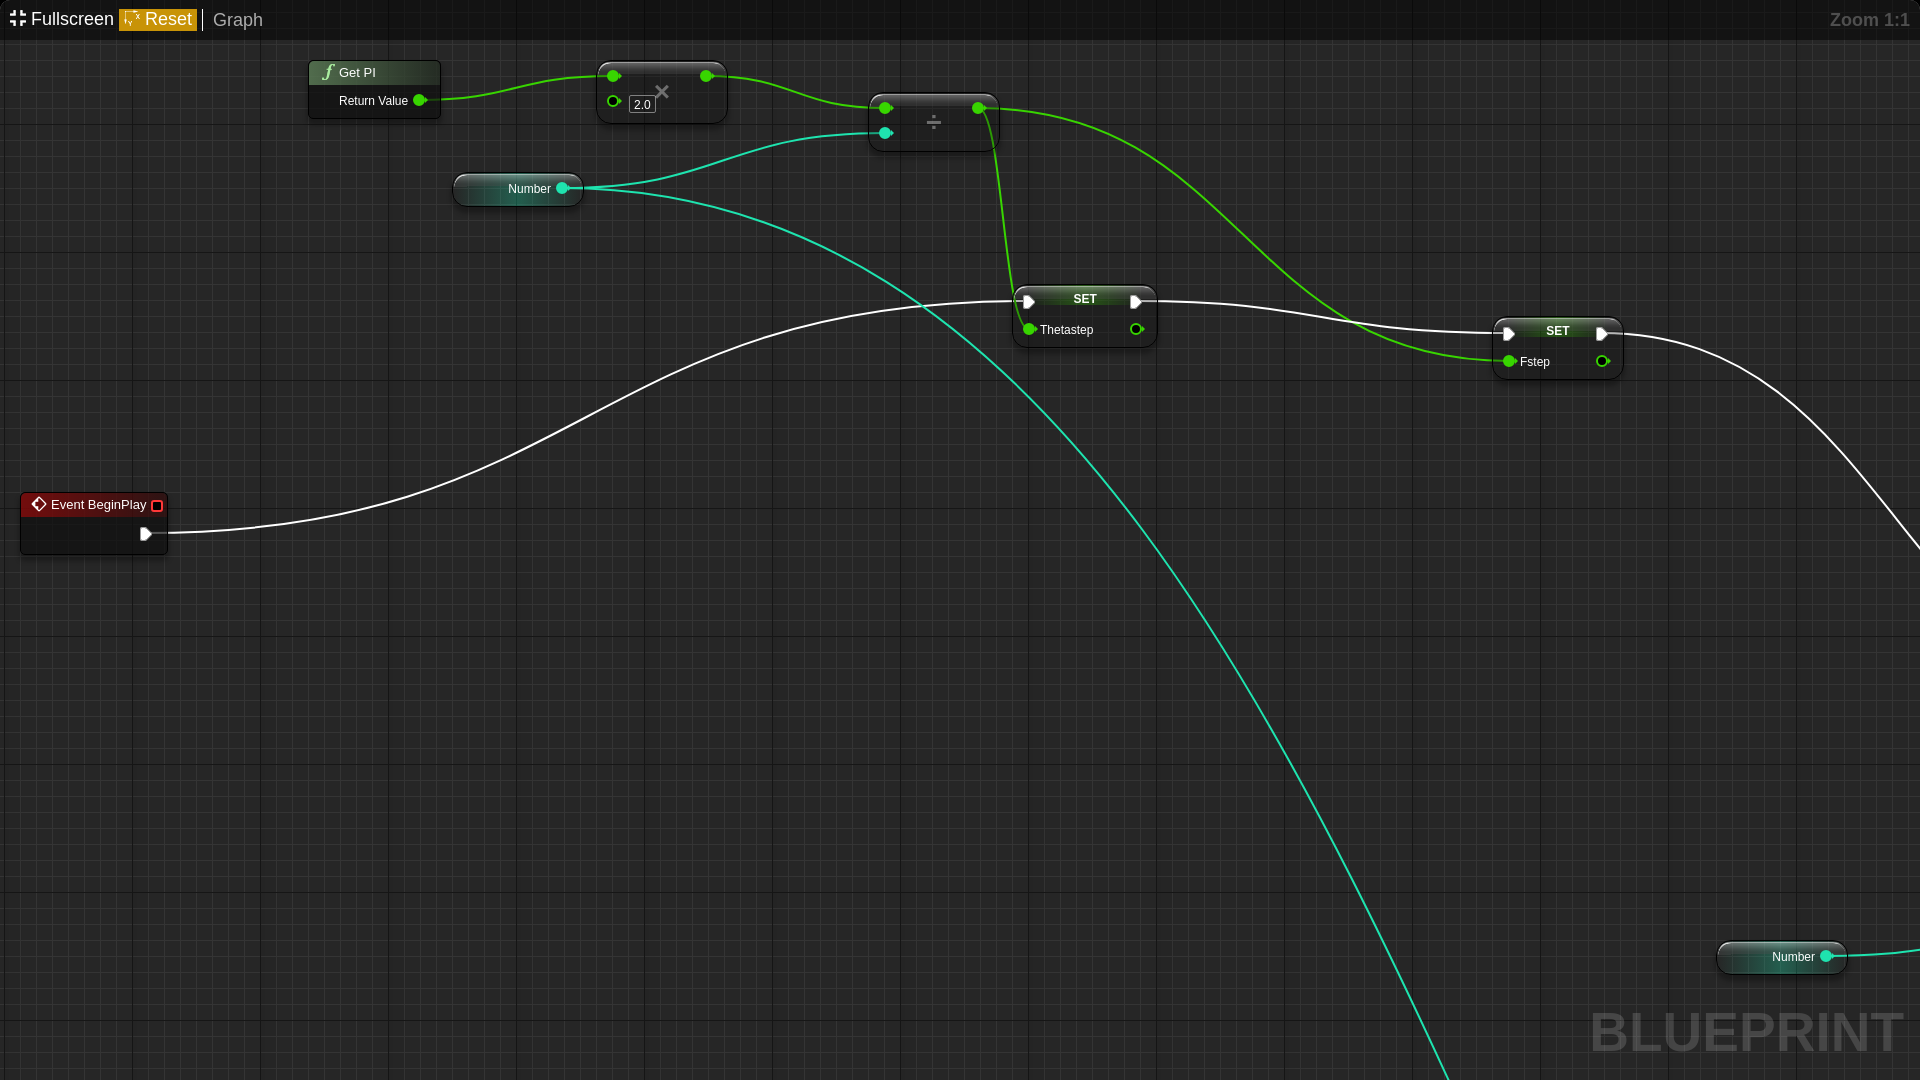 Fullscreen Reset Graph
Zoom 1:1
Get PI
Return Value
2.0
×
÷
Number
SET
Thetastep
SET
Fstep
Event BeginPlay
Number
BLUEPRINT